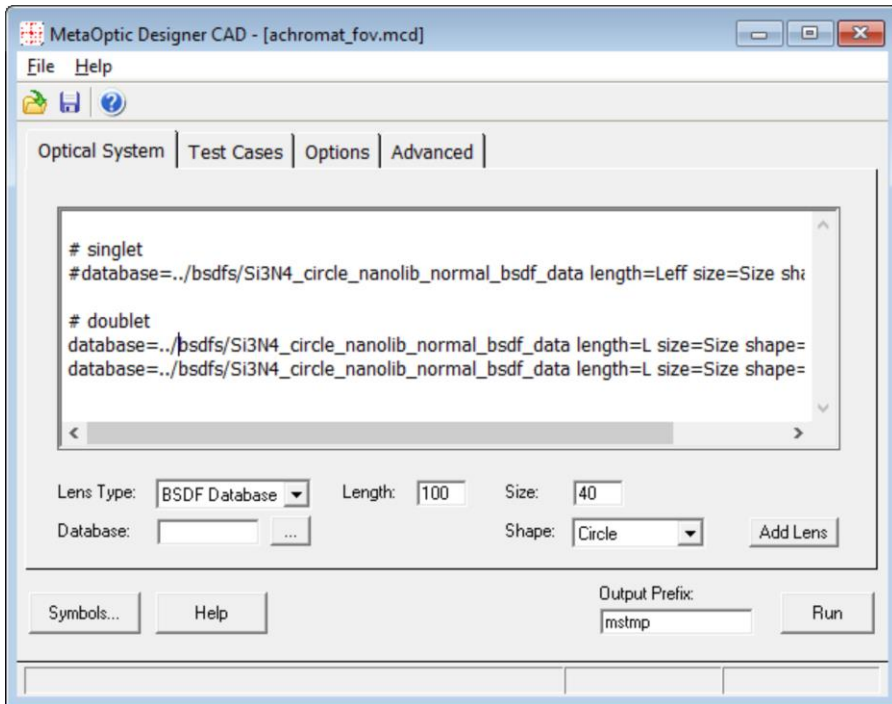 MetaOptic Designer CAD - [achromat_fov.mcd]
File Help
Optical System Test Cases Options Advanced
# singlet
#database=../bsdfs/Si3N4_circle_nanolib_normal_bsdf_data length=Leff size=Size sha
# doublet
database=../bsdfs/Si3N4_circle_nanolib_normal_bsdf_data length=L size=Size shape=
database=../bsdfs/Si3N4_circle_nanolib_normal_bsdf_data length=L size=Size shape=
Lens Type: BSDF Database Length: 100 Size: 40
Database: ... Shape: Circle Add Lens
Output Prefix:
Symbols... Help mstmp Run